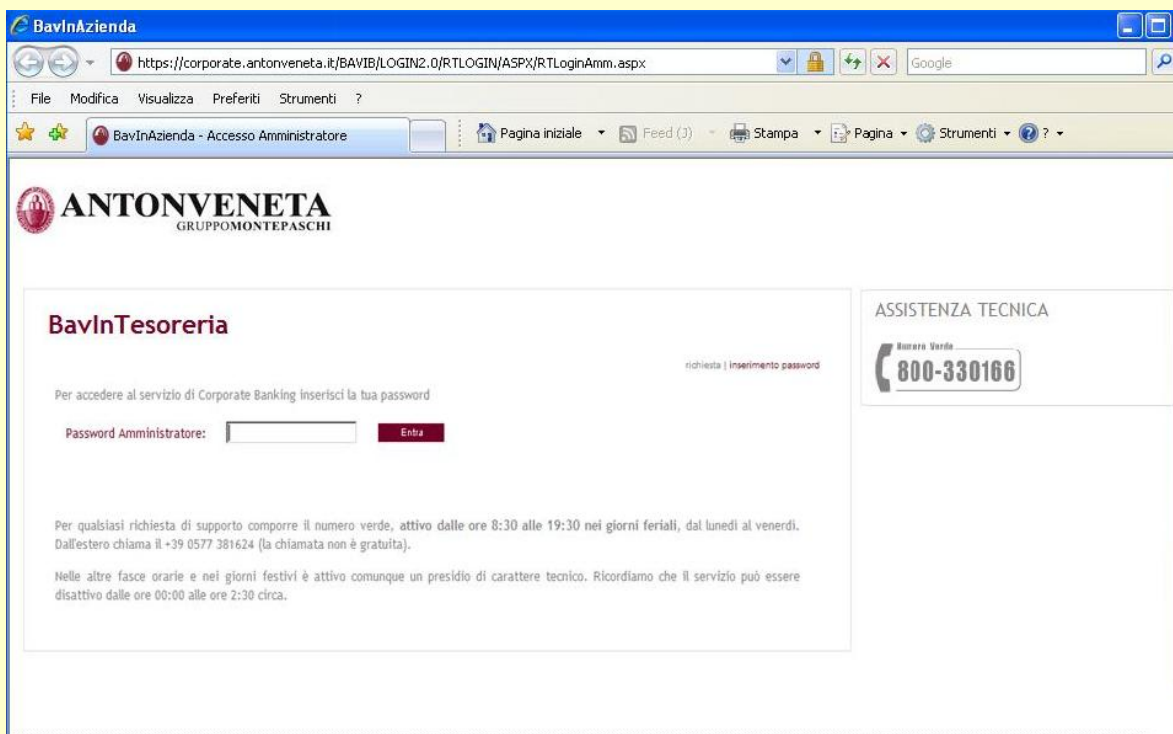 BavInAzienda
https://corporate.antonveneta.it/BAVIB/LOGIN2.0/RTLOGIN/ASPX/RTLoginAmm.aspx
Google
File Modifica Visualizza Preferiti Strumenti ?
BavInAzienda - Accesso Amministratore
Pagina iniziale Feed (J) Stampa Pagina Strumenti ?
ANTONVENETA
GRUPPOMONTEPASCHI
BavInTesoreria
richiesta | inserimento password
Per accedere al servizio di Corporate Banking inserisci la tua password
Password Amministratore: Entra
Per qualsiasi richiesta di supporto comporre il numero verde, attivo dalle ore 8:30 alle 19:30 nei giorni feriali, dal lunedì al venerdì.
Dall'estero chiama il +39 0577 381624 (la chiamata non è gratuita).
Nelle altre fasce orarie e nei giorni festivi è attivo comunque un presidio di carattere tecnico. Ricordiamo che il servizio può essere
disattivo dalle ore 00:00 alle ore 2:30 circa.
ASSISTENZA TECNICA
Numero Verde
800-330166